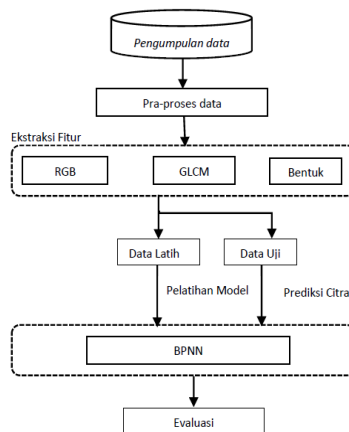 Pengumpulan data
Pra-proses data
Ekstraksi Fitur
RGB
GLCM
Bentuk
Data Latih
Data Uji
Pelatihan Model
Prediksi Citra
BPNN
Evaluasi